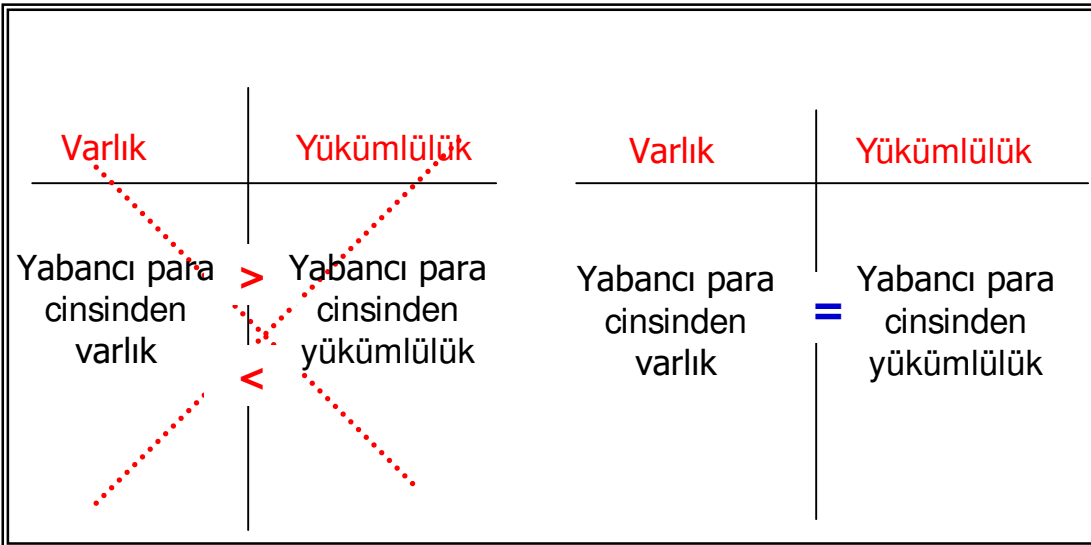 Varlık
Yükümlülük
Yabancı para
cinsinden
varlık
>
<
Yabancı para
cinsinden
yükümlülük
Varlık
Yükümlülük
Yabancı para
cinsinden
varlık
=
Yabancı para
cinsinden
yükümlülük